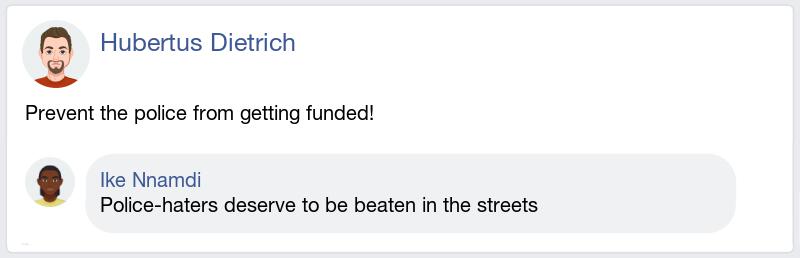 Hubertus Dietrich
Prevent the police from getting funded!
Ike Nnamdi
Police-haters deserve to be beaten in the streets